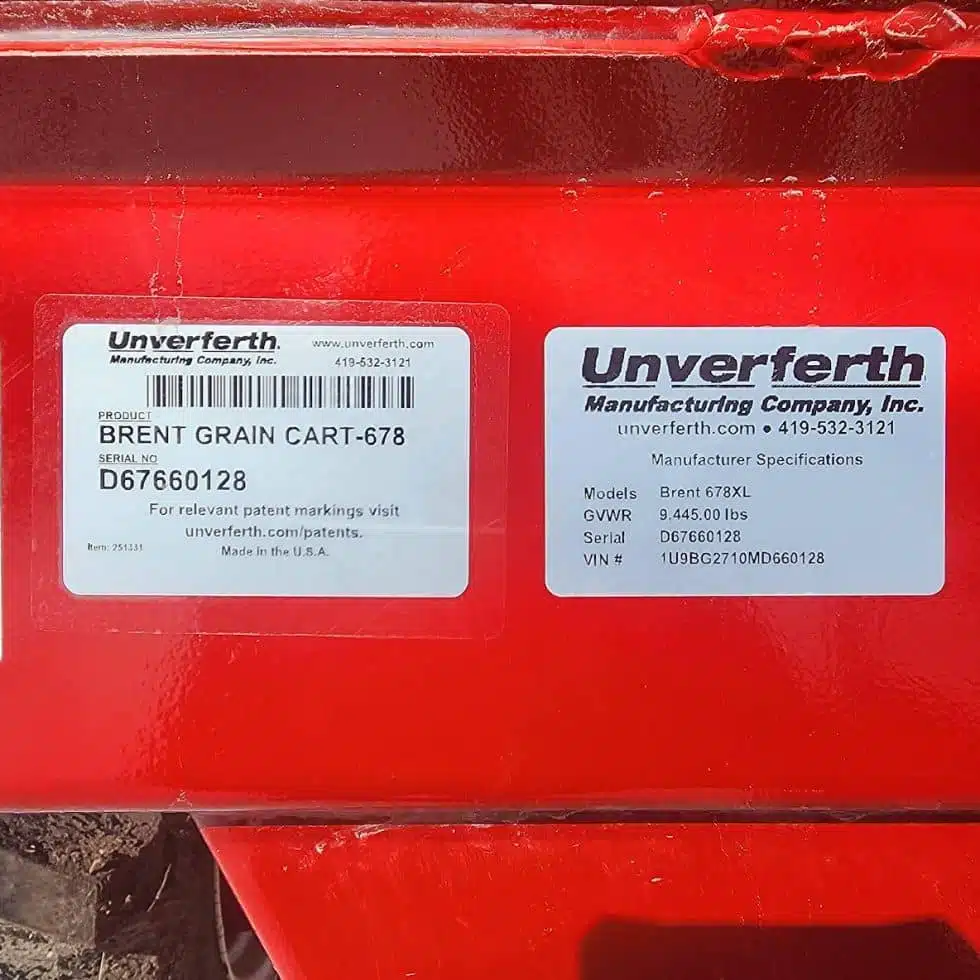 Unverferth
Manufacturing Company, Inc.
www.unverferth.com
419-532-3121
PRODUCT
BRENT GRAIN CART-678
SERIAL NO
D67660128
For relevant patent markings visit
unverferth.com/patents.
Item: 251331
Made in the U.S.A.
Unverferth
Manufacturing Company, Inc.
unverferth.com • 419-532-3121
Manufacturer Specifications
Models Brent 678XL
GVWR 9.445.00 lbs
Serial D67660128
VIN # 1U9BG2710MD660128